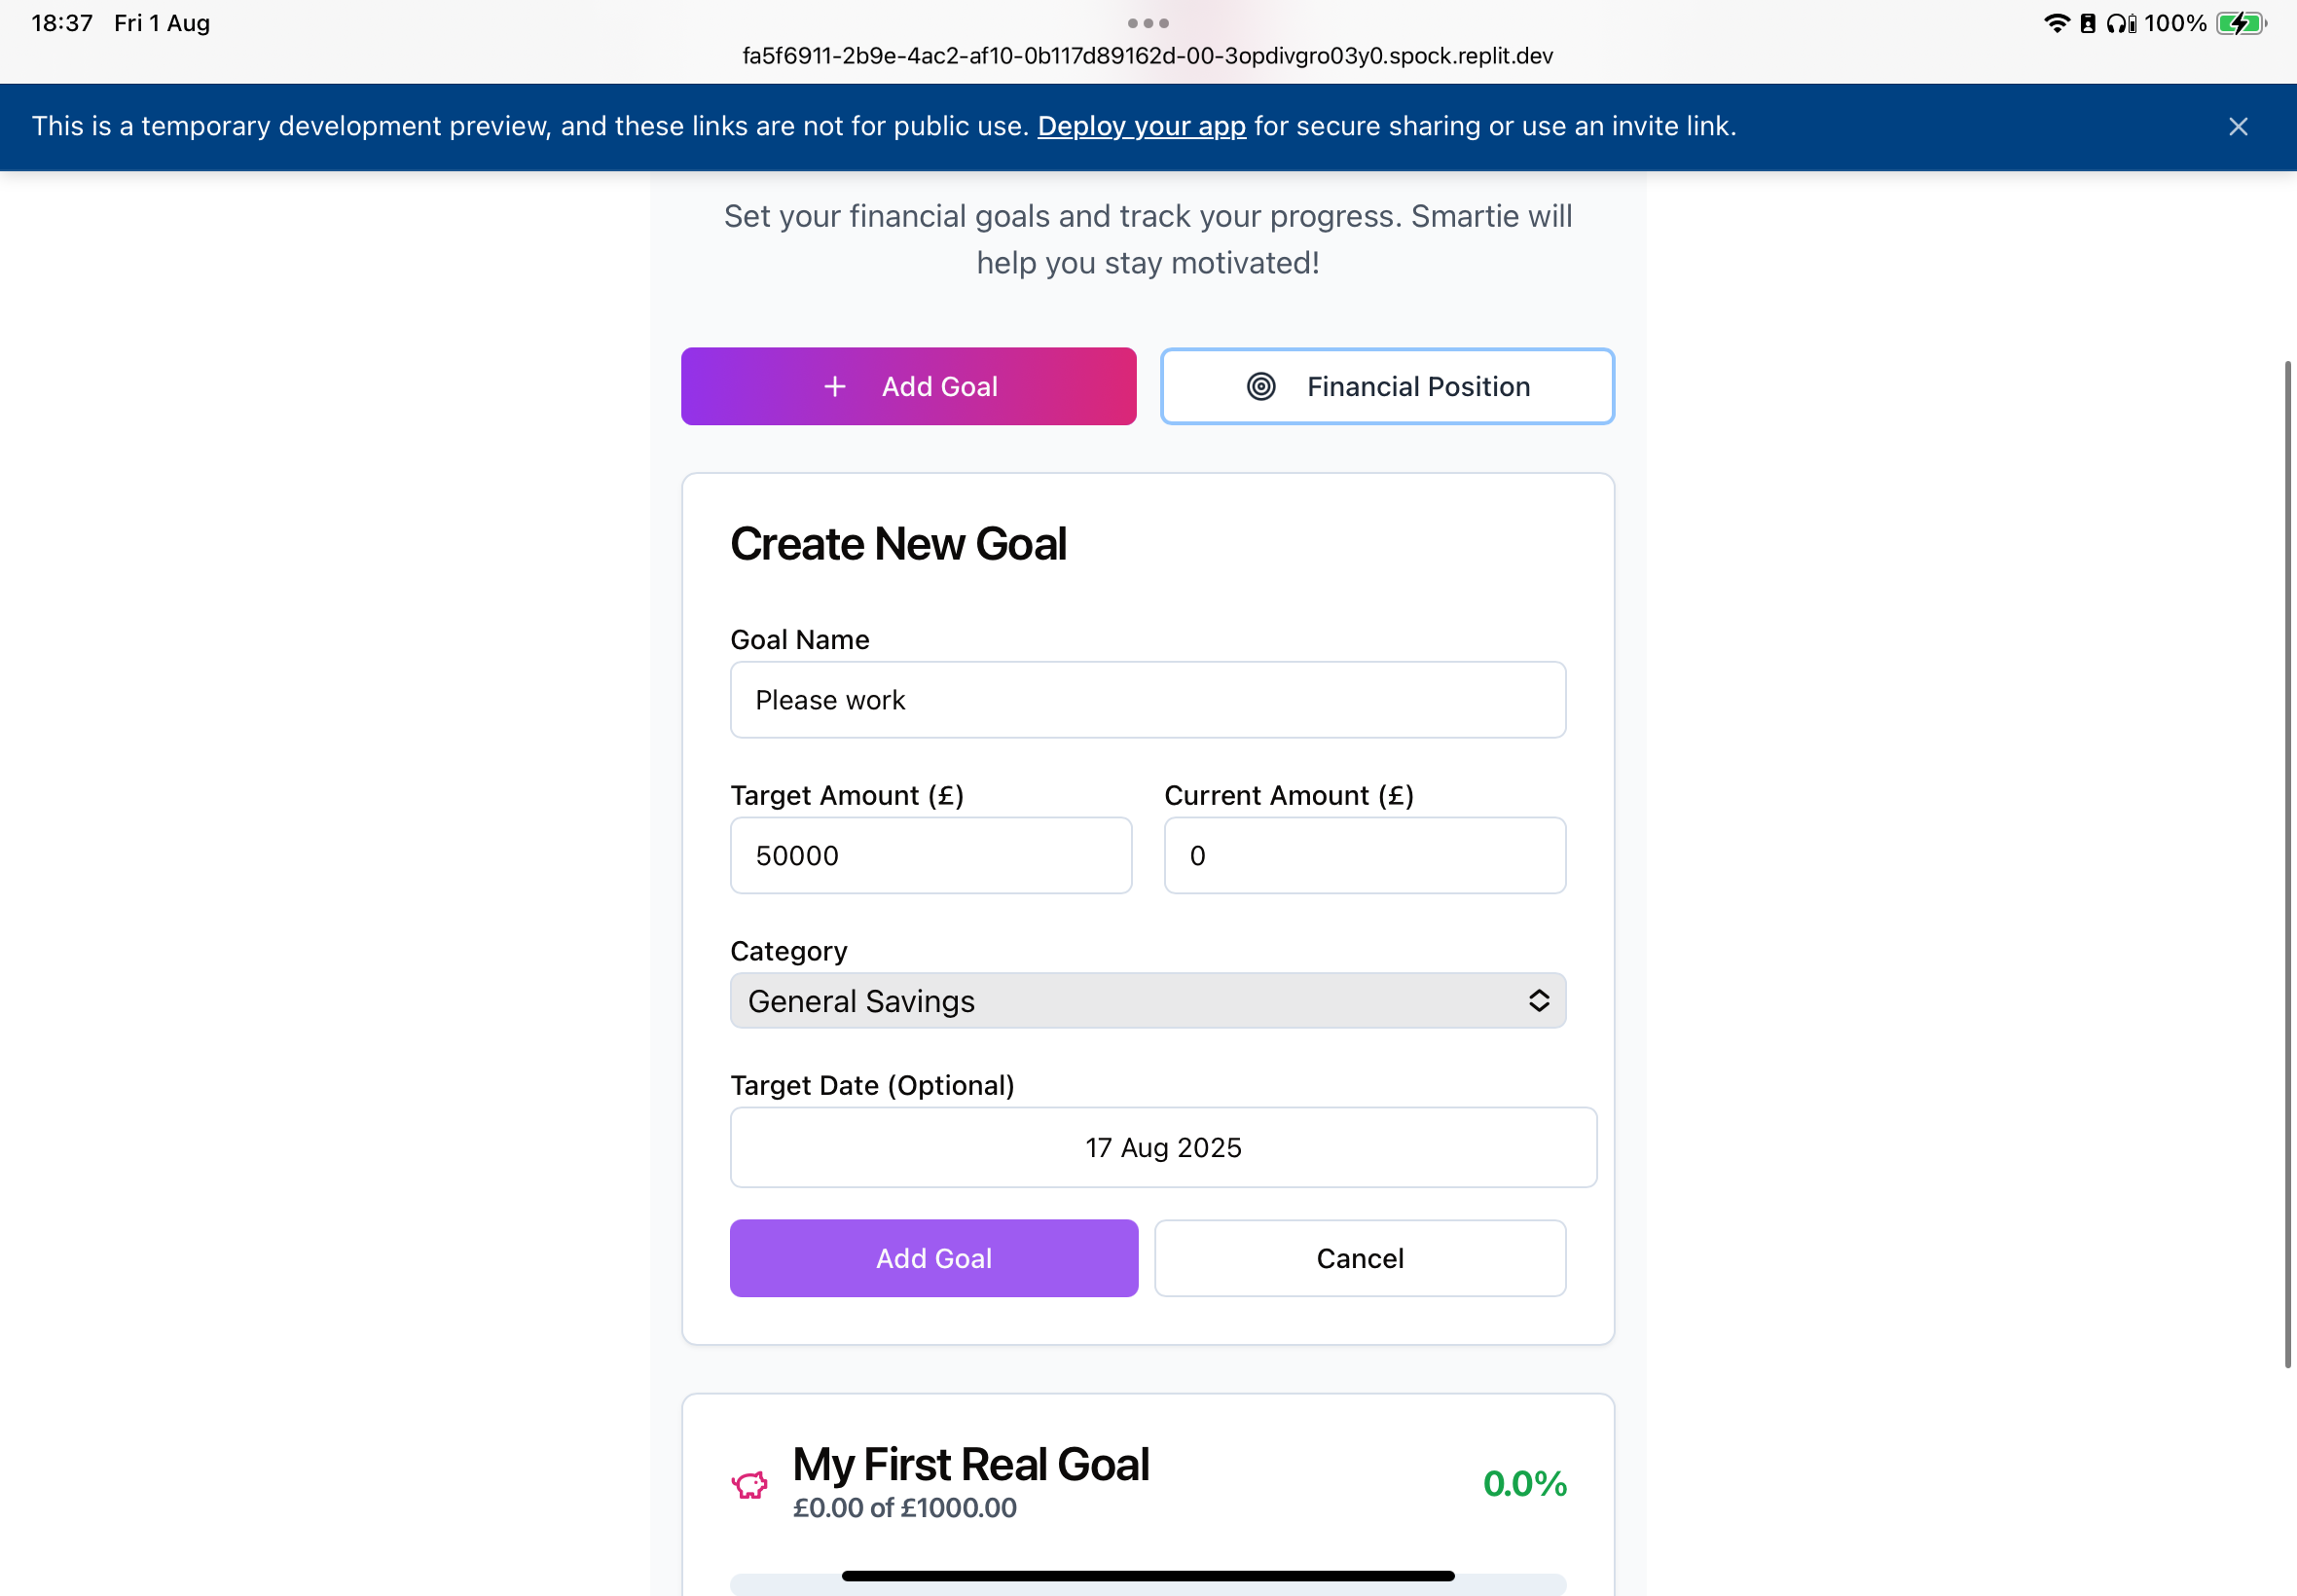 18:37 Fri 1 Aug
100%
fa5f6911-2b9e-4ac2-af10-0b117d89162d-00-3opdivgro03y0.spock.replit.dev
This is a temporary development preview, and these links are not for public use. Deploy your app for secure sharing or use an invite link.
Set your financial goals and track your progress. Smartie will
help you stay motivated!
Add Goal
Financial Position
Create New Goal
Goal Name
Please work
Target Amount (£)
Current Amount (£)
50000
0
Category
General Savings
Target Date (Optional)
17 Aug 2025
Add Goal
Cancel
My First Real Goal
£0.00 of £1000.00
0.0%